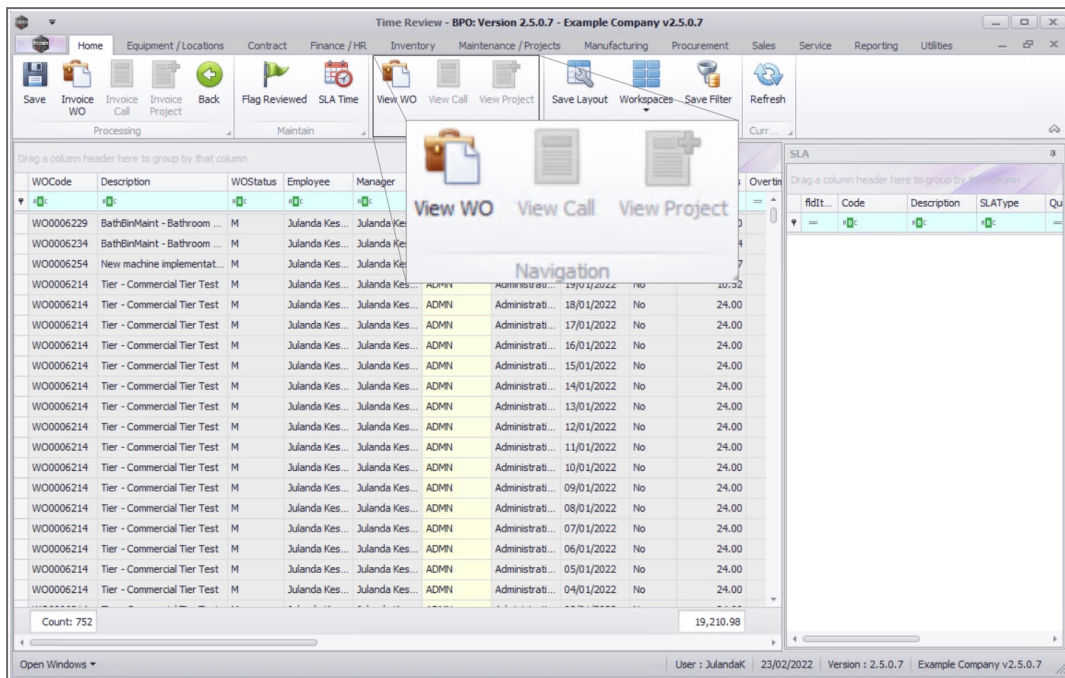 Time Review - BPO: Version 2.5.0.7 - Example Company v2.5.0.7
Home Equipment / Locations Contract Finance / HR Inventory Maintenance / Projects Manufacturing Procurement Sales Service Reporting Utilities
Save Invoice WO Invoice Call Invoice Project Back Flag Reviewed SLA Time View WO View Call View Project Save Layout Workspaces Save Filter Refresh
Processing Maintain Curr...
View WO View Call View Project
Navigation
Drag a column header here to group by that column
WOCode Description WOStatus Employee Manager Overtim
WO0006229 BathBinMaint - Bathroom ... M Julanda Kes... Julanda Kes
WO0006234 BathBinMaint - Bathroom ... M Julanda Kes... Julanda Kes
WO0006254 New machine implementat... M Julanda Kes... Julanda Kes
WO0006214 Tier - Commercial Tier Test M Julanda Kes... Julanda Kes... ADMN Administrati... 19/01/2022 No 10.52
WO0006214 Tier - Commercial Tier Test M Julanda Kes... Julanda Kes... ADMN Administrati... 18/01/2022 No 24.00
WO0006214 Tier - Commercial Tier Test M Julanda Kes... Julanda Kes... ADMN Administrati... 17/01/2022 No 24.00
WO0006214 Tier - Commercial Tier Test M Julanda Kes... Julanda Kes... ADMN Administrati... 16/01/2022 No 24.00
WO0006214 Tier - Commercial Tier Test M Julanda Kes... Julanda Kes... ADMN Administrati... 15/01/2022 No 24.00
WO0006214 Tier - Commercial Tier Test M Julanda Kes... Julanda Kes... ADMN Administrati... 14/01/2022 No 24.00
WO0006214 Tier - Commercial Tier Test M Julanda Kes... Julanda Kes... ADMN Administrati... 13/01/2022 No 24.00
WO0006214 Tier - Commercial Tier Test M Julanda Kes... Julanda Kes... ADMN Administrati... 12/01/2022 No 24.00
WO0006214 Tier - Commercial Tier Test M Julanda Kes... Julanda Kes... ADMN Administrati... 11/01/2022 No 24.00
WO0006214 Tier - Commercial Tier Test M Julanda Kes... Julanda Kes... ADMN Administrati... 10/01/2022 No 24.00
WO0006214 Tier - Commercial Tier Test M Julanda Kes... Julanda Kes... ADMN Administrati... 09/01/2022 No 24.00
WO0006214 Tier - Commercial Tier Test M Julanda Kes... Julanda Kes... ADMN Administrati... 08/01/2022 No 24.00
WO0006214 Tier - Commercial Tier Test M Julanda Kes... Julanda Kes... ADMN Administrati... 07/01/2022 No 24.00
WO0006214 Tier - Commercial Tier Test M Julanda Kes... Julanda Kes... ADMN Administrati... 06/01/2022 No 24.00
WO0006214 Tier - Commercial Tier Test M Julanda Kes... Julanda Kes... ADMN Administrati... 05/01/2022 No 24.00
WO0006214 Tier - Commercial Tier Test M Julanda Kes... Julanda Kes... ADMN Administrati... 04/01/2022 No 24.00
Count: 752 19,210.98
SLA
Drag a column header here to group by that column
fldIt... Code Description SLAType Qu
Open Windows User : JulandaK 23/02/2022 Version : 2.5.0.7 Example Company v2.5.0.7